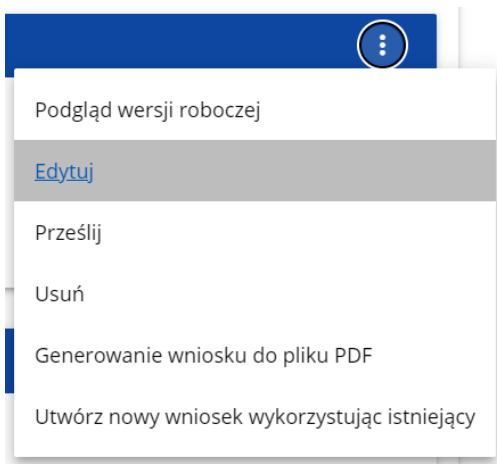 Podgląd wersji roboczej
Edytuj
Prześlij
Usuń
Generowanie wniosku do pliku PDF
Utwórz nowy wniosek wykorzystując istniejący